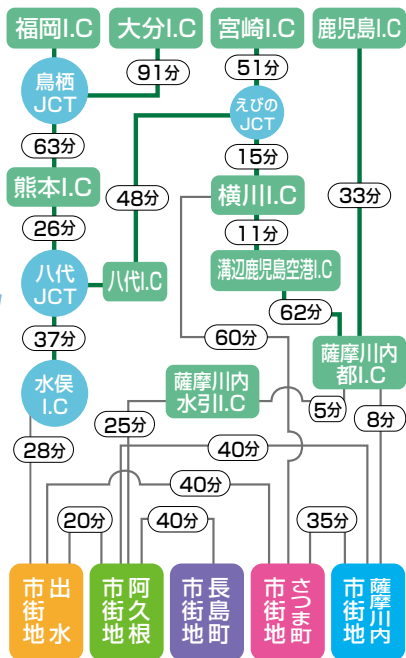 福岡I.C
大分I.C
宮崎I.C
鹿児島I.C
91分
51分
鳥栖
JCT
えびの
JCT
63分
15分
熊本I.C
48分
横川I.C
33分
26分
11分
八代
JCT
八代I.C
溝辺鹿児島空港I.C
62分
37分
60分
水俣
I.C
薩摩川内
水引I.C
薩摩川内
都I.C
5分
8分
25分
28分
40分
40分
20分
40分
35分
出水
市街地
阿久根
市街地
長島町
市街地
さつま町
市街地
薩摩川内
市街地